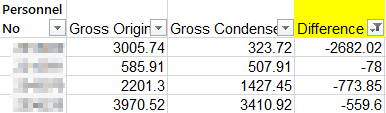 Personnel
No Gross Origin Gross Condense Difference
3005.74 323.72 -2682.02
585.91 507.91 -78
2201.3 1427.45 -773.85
3970.52 3410.92 -559.6